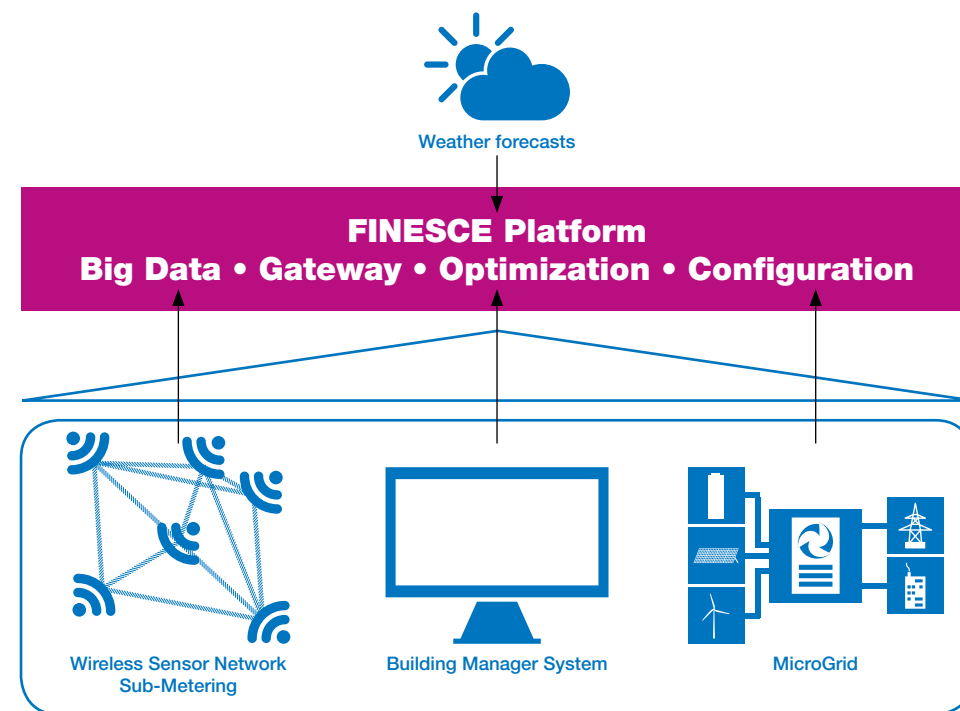 Weather forecasts
FINESCE Platform
Big Data • Gateway • Optimization • Configuration
Wireless Sensor Network
Sub-Metering
Building Manager System
MicroGrid